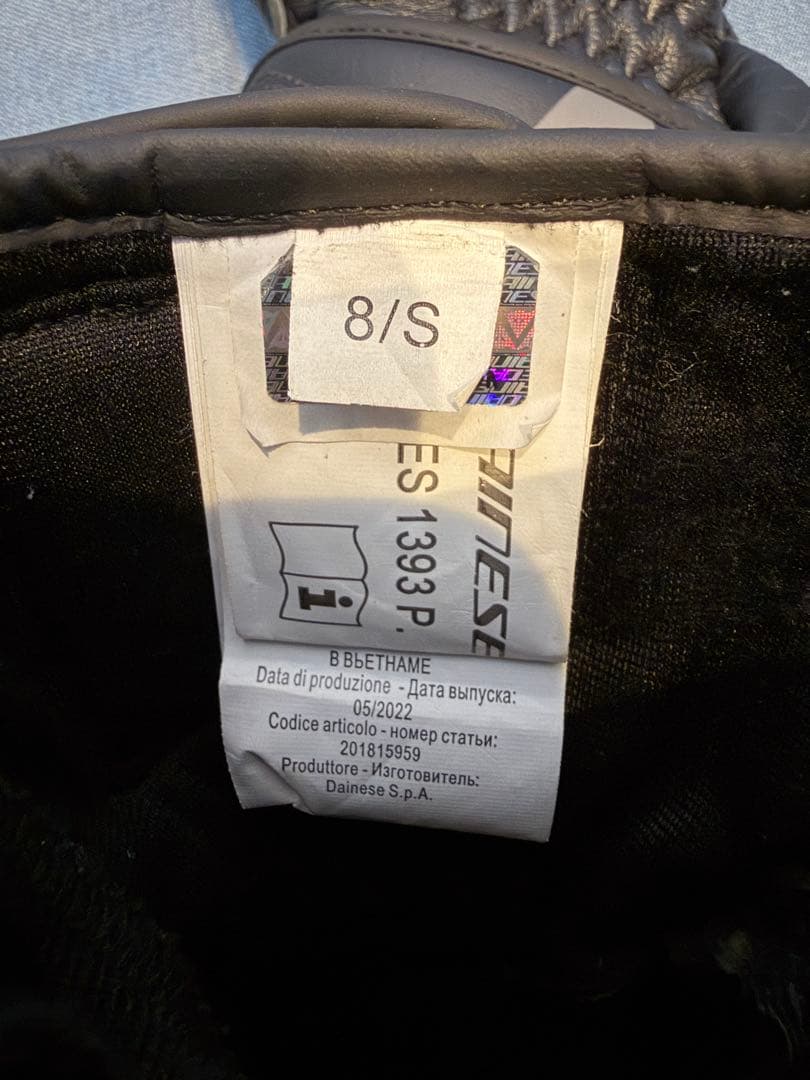 8/S
ES 1393 P.
AINESE
В ВЬЕТНАМЕ
Data di produzione - Дата выпуска:
05/2022
Codice articolo - номер статьи:
201815959
Produttore - Изготовитель:
Dainese S.p.A.